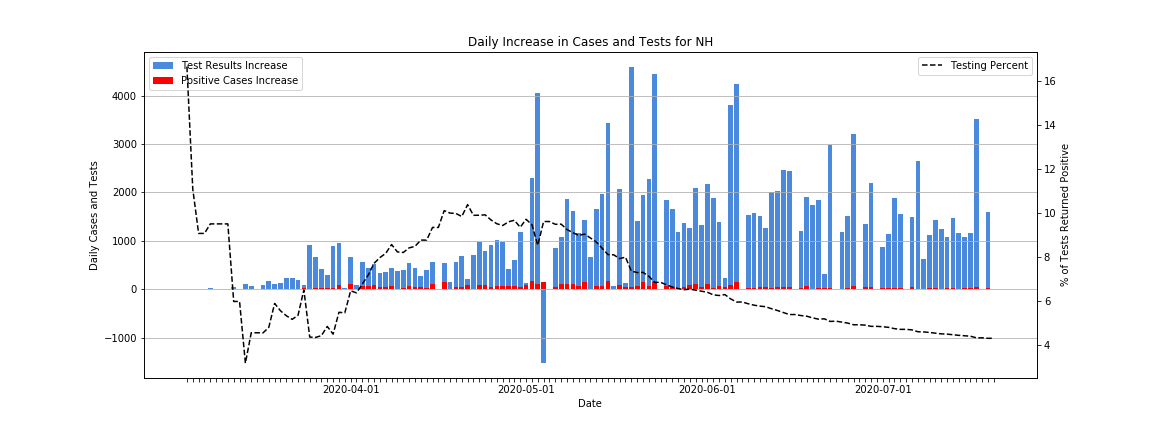 Daily Increase in Cases and Tests for NH
Test Results Increase
Positive Cases Increase
Testing Percent
4000
3000
2000
1000
0
−1000
Daily Cases and Tests
16
14
12
10
8
6
4
% of Tests Returned Positive
2020-04-01
2020-05-01
2020-06-01
2020-07-01
Date